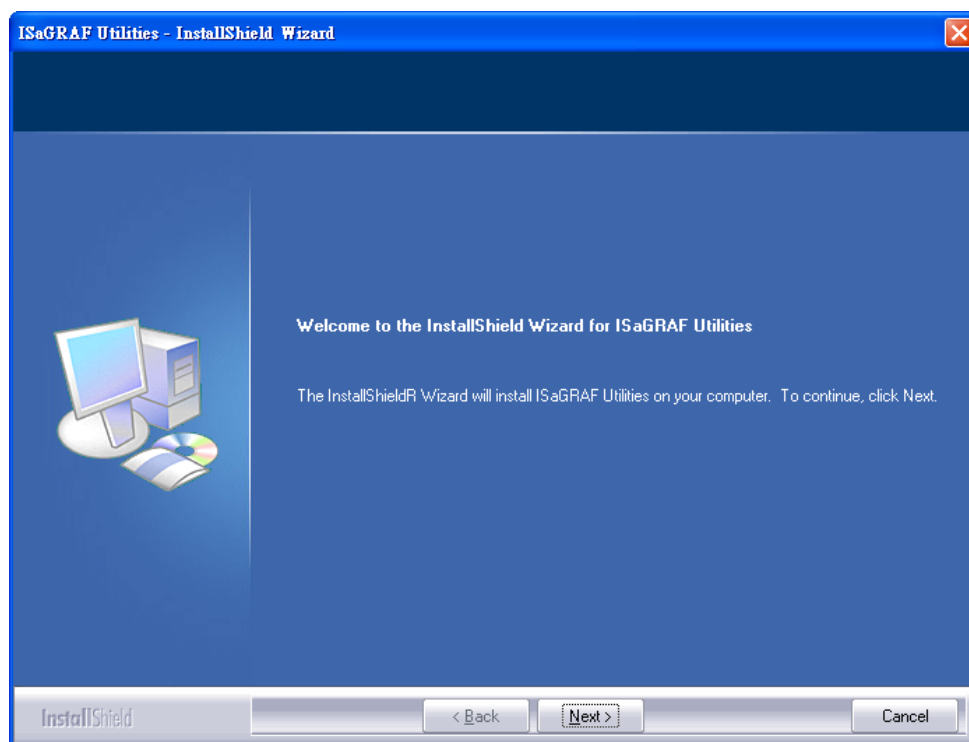 ISaGRAF Utilities - InstallShield Wizard
Welcome to the InstallShield Wizard for ISaGRAF Utilities
The InstallShieldR Wizard will install ISaGRAF Utilities on your computer. To continue, click Next.
InstallShield
< Back
Next >
Cancel